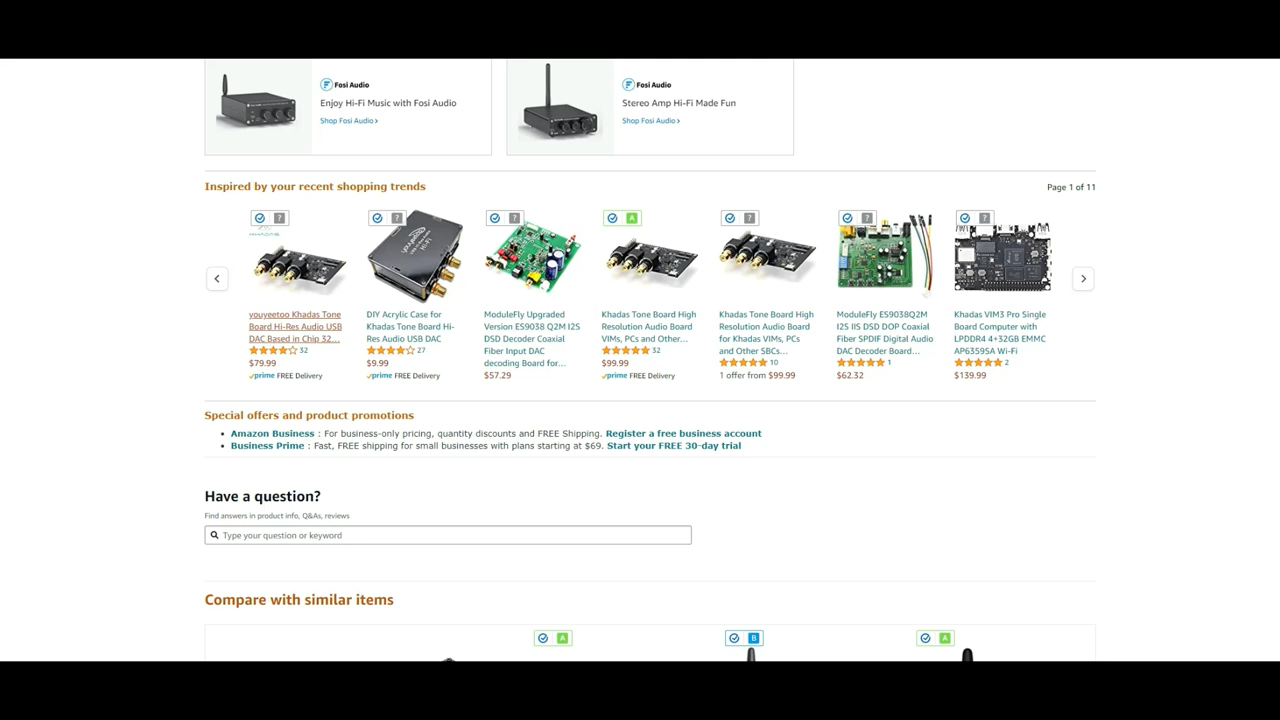 Fosi Audio
Enjoy Hi-Fi Music with Fosi Audio
Shop Fosi Audio ›
Fosi Audio
Stereo Amp Hi-Fi Made Fun
Shop Fosi Audio ›
Inspired by your recent shopping trends
Page 1 of 11
?
youyeetoo Khadas Tone
Board Hi-Res Audio USB
DAC Based in Chip 32...
32
$79.99
prime FREE Delivery
?
DIY Acrylic Case for
Khadas Tone Board Hi-
Res Audio USB DAC
27
$9.99
prime FREE Delivery
?
ModuleFly Upgraded
Version ES9038 Q2M I2S
DSD Decoder Coaxial
Fiber Input DAC
decoding Board for...
$57.29
A
Khadas Tone Board High
Resolution Audio Board
VIMs, PCs and Other...
32
$99.99
prime FREE Delivery
?
Khadas Tone Board High
Resolution Audio Board
for Khadas VIMs, PCs
and Other SBCs...
10
1 offer from $99.99
?
ModuleFly ES9038Q2M
I2S IIS DSD DOP Coaxial
Fiber SPDIF Digital Audio
DAC Decoder Board...
1
$62.32
?
Khadas VIM3 Pro Single
Board Computer with
LPDDR4 4+32GB EMMC
AP6359SA Wi-Fi
2
$139.99
Special offers and product promotions
• Amazon Business : For business-only pricing, quantity discounts and FREE Shipping. Register a free business account
• Business Prime : Fast, FREE shipping for small businesses with plans starting at $69. Start your FREE 30-day trial
Have a question?
Find answers in product info, Q&As, reviews
Type your question or keyword
Compare with similar items
A
B
A